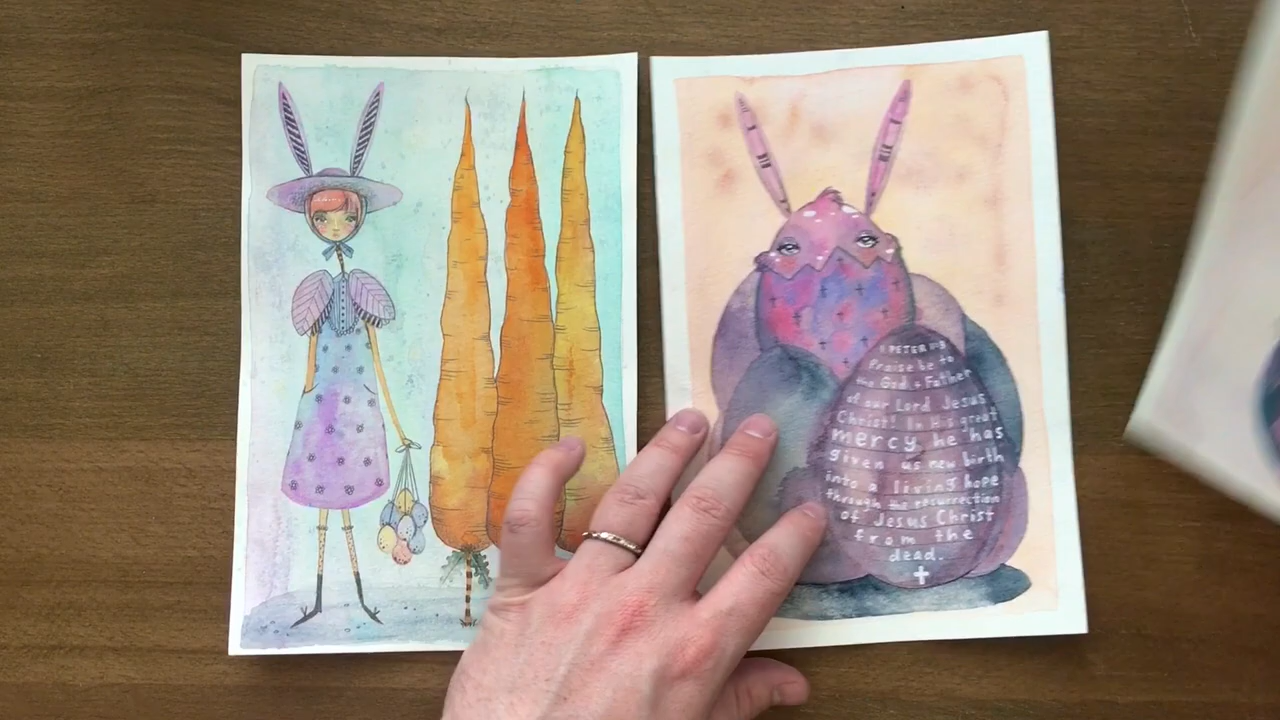 1 PETER 1:3
Praise be to
the God + Father
of our Lord Jesus
Christ! In His great
mercy, he has
given us new birth
into a living hope
through the resurrection
of Jesus Christ
from the
dead.